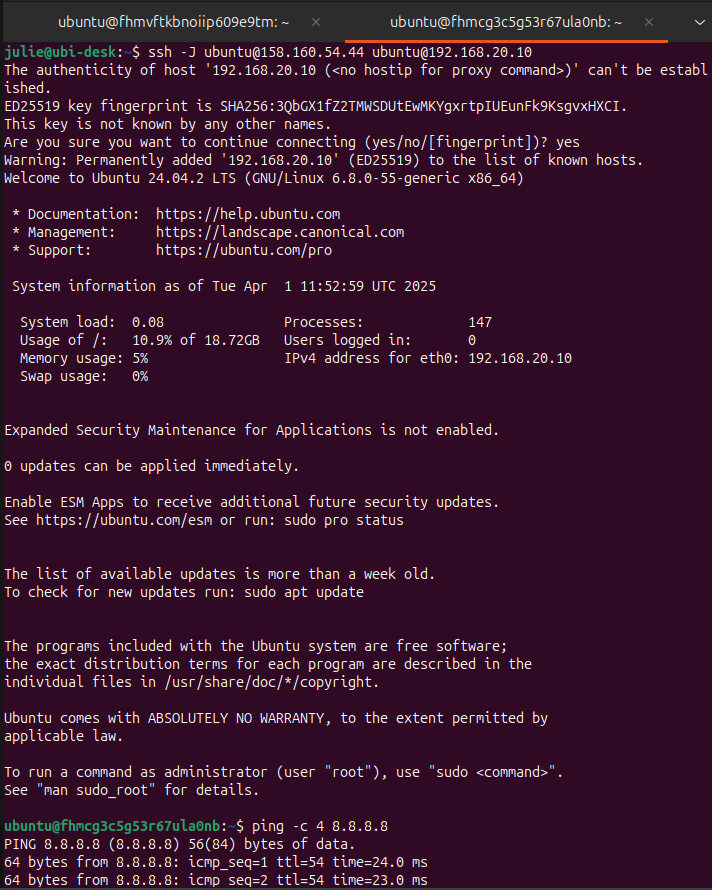 ubuntu@fhmvftkbnoiip609e9tm: ~ × ubuntu@fhmcg3c5g53r67ula0nb: ~ ×
julie@ubi-desk:~$ ssh -J ubuntu@158.160.54.44 ubuntu@192.168.20.10
The authenticity of host '192.168.20.10 (<no hostip for proxy command>)' can't be establ
ished.
ED25519 key fingerprint is SHA256:3QbGX1fZ2TMWSDUtEwMKYgxrtpIUEunFk9KsgvxHXCI.
This key is not known by any other names.
Are you sure you want to continue connecting (yes/no/[fingerprint])? yes
Warning: Permanently added '192.168.20.10' (ED25519) to the list of known hosts.
Welcome to Ubuntu 24.04.2 LTS (GNU/Linux 6.8.0-55-generic x86_64)
* Documentation: https://help.ubuntu.com
* Management: https://landscape.canonical.com
* Support: https://ubuntu.com/pro
System information as of Tue Apr 1 11:52:59 UTC 2025
System load: 0.08 Processes: 147
Usage of /: 10.9% of 18.72GB Users logged in: 0
Memory usage: 5% IPv4 address for eth0: 192.168.20.10
Swap usage: 0%
Expanded Security Maintenance for Applications is not enabled.
0 updates can be applied immediately.
Enable ESM Apps to receive additional future security updates.
See https://ubuntu.com/esm or run: sudo pro status
The list of available updates is more than a week old.
To check for new updates run: sudo apt update
The programs included with the Ubuntu system are free software;
the exact distribution terms for each program are described in the
individual files in /usr/share/doc/*/copyright.
Ubuntu comes with ABSOLUTELY NO WARRANTY, to the extent permitted by
applicable law.
To run a command as administrator (user "root"), use "sudo <command>".
See "man sudo_root" for details.
ubuntu@fhmcg3c5g53r67ula0nb:~$ ping -c 4 8.8.8.8
PING 8.8.8.8 (8.8.8.8) 56(84) bytes of data.
64 bytes from 8.8.8.8: icmp_seq=1 ttl=54 time=24.0 ms
64 bytes from 8.8.8.8: icmp_seq=2 ttl=54 time=23.0 ms